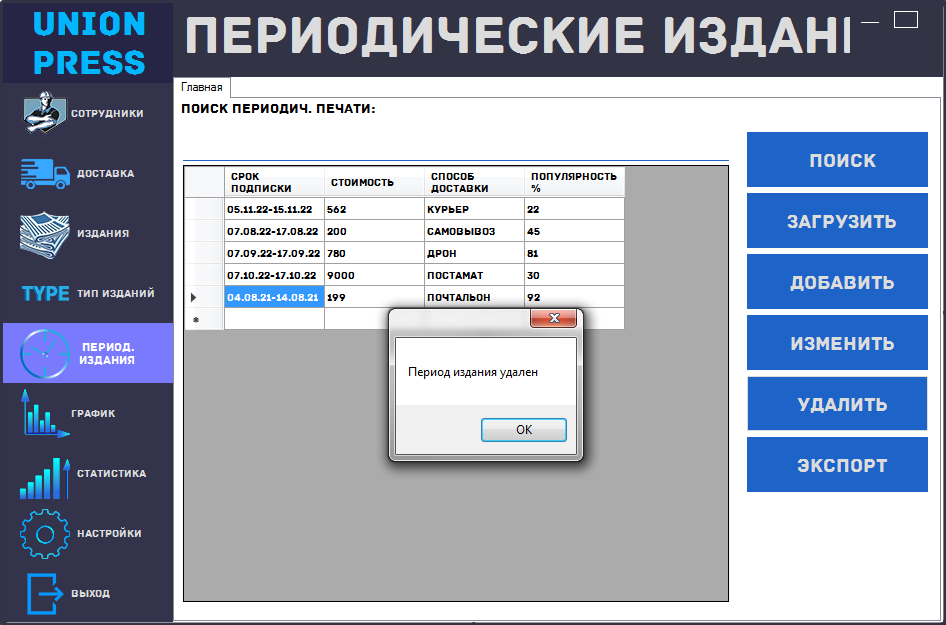 UNION
PRESS
ПЕРИОДИЧЕСКИЕ ИЗДАН
СОТРУДНИКИ
ДОСТАВКА
ИЗДАНИЯ
TYPE ТИП ИЗДАНИЙ
ПЕРИОД.
ИЗДАНИЯ
ГРАФИК
СТАТИСТИКА
НАСТРОЙКИ
ВЫХОД
Главная
ПОИСК ПЕРИОДИЧ. ПЕЧАТИ:
СРОК ПОДПИСКИ СТОИМОСТЬ СПОСОБ ДОСТАВКИ ПОПУЛЯРНОСТЬ %
05.11.22-15.11.22 562 КУРЬЕР 22
07.08.22-17.08.22 200 САМОВЫВОЗ 45
07.09.22-17.09.22 780 ДРОН 81
07.10.22-17.10.22 9000 ПОСТАМАТ 30
04.08.21-14.08.21 199 ПОЧТАЛЬОН 92
Период издания удален
OK
ПОИСК
ЗАГРУЗИТЬ
ДОБАВИТЬ
ИЗМЕНИТЬ
УДАЛИТЬ
ЭКСПОРТ